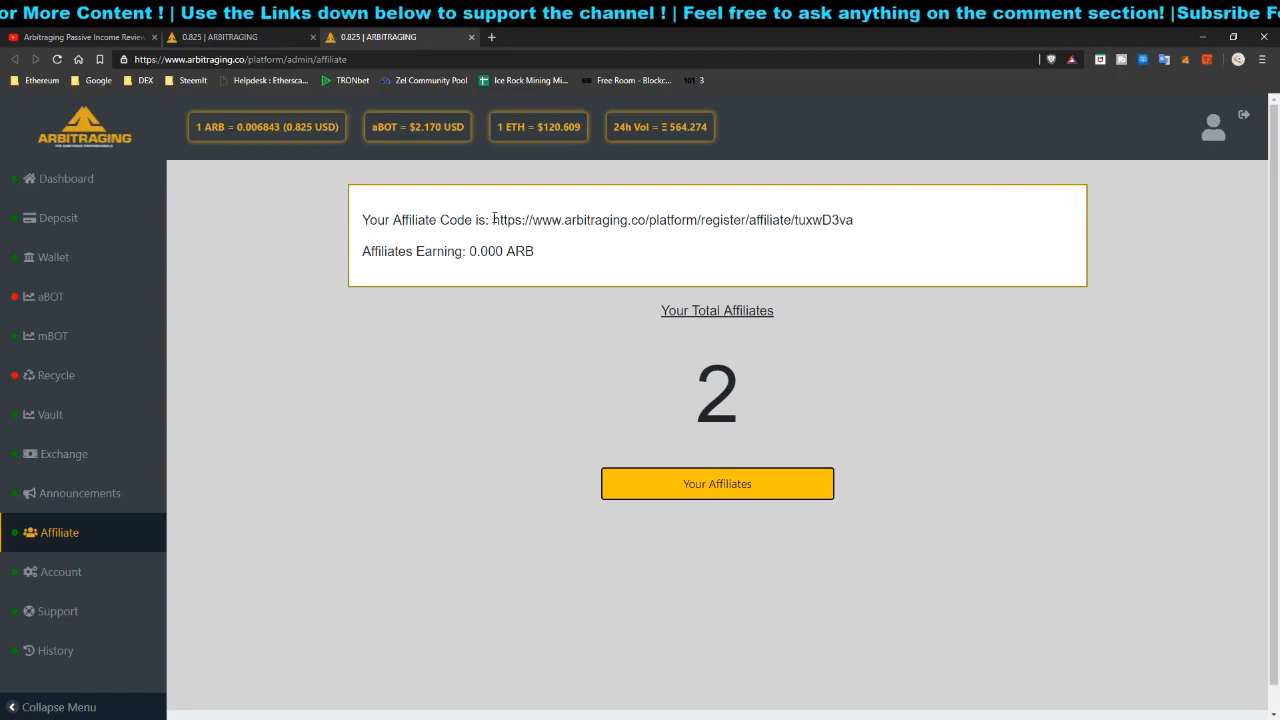 or More Content ! | Use the Links down below to support the channel ! | Feel free to ask anything on the comment section! |Subsribe Fo
Arbitraging Passive Income Review
0.825 | ARBITRAGING
0.825 | ARBITRAGING
https://www.arbitraging.co/platform/admin/affiliate
Ethereum
Google
DEX
SteemIt
Helpdesk : Ethersca...
TRONbet
Zel Community Pool
Ice Rock Mining Mi...
Free Room - Blockc...
101 3
ARBITRAGING
1 ARB = 0.006843 (0.825 USD)
aBOT = $2.170 USD
1 ETH = $120.609
24h Vol = Ξ 564.274
Dashboard
Deposit
Wallet
aBOT
mBOT
Recycle
Vault
Exchange
Announcements
Affiliate
Account
Support
History
Collapse Menu
Your Affiliate Code is: https://www.arbitraging.co/platform/register/affiliate/tuxwD3va
Affiliates Earning: 0.000 ARB
Your Total Affiliates
2
Your Affiliates